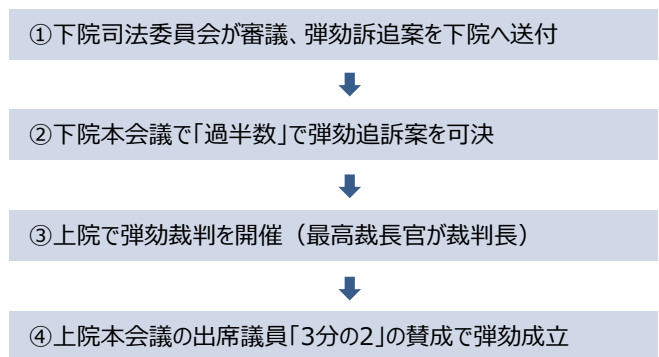 ①下院司法委員会が審議、弾劾訴追案を下院へ送付
②下院本会議で「過半数」で弾劾追訴案を可決
③上院で弾劾裁判を開催（最高裁長官が裁判長）
④上院本会議の出席議員「3分の2」の賛成で弾劾成立